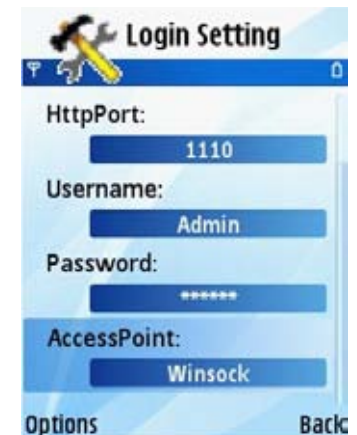 Login Setting
HttpPort:
1110
Username:
Admin
Password:
******
AccessPoint:
Winsock
Options Back